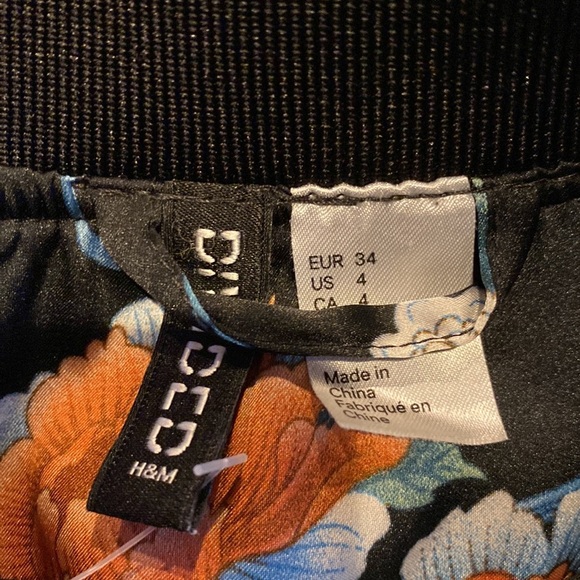 EUR 34
US 4
CA 4
Made in
China
Fabriqué en
Chine
H&M